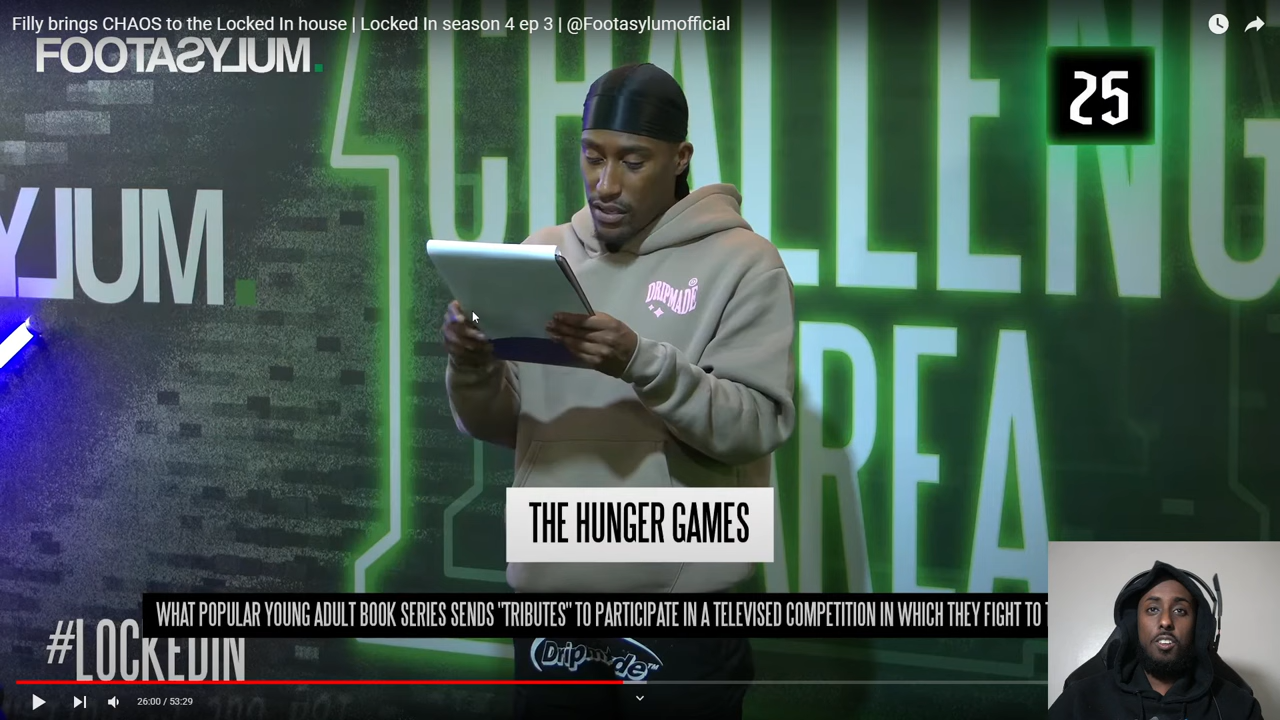 Filly brings CHAOS to the Locked In house | Locked In season 4 ep 3 | @Footasylumofficial
FOOTASYLUM.
25
CHALLENG
YLUM.
DRIPMADE
AREA
THE HUNGER GAMES
WHAT POPULAR YOUNG ADULT BOOK SERIES SENDS "TRIBUTES" TO PARTICIPATE IN A TELEVISED COMPETITION IN WHICH THEY FIGHT TO
#LOCKEDIN
Dripmade™
26:00 / 53:29